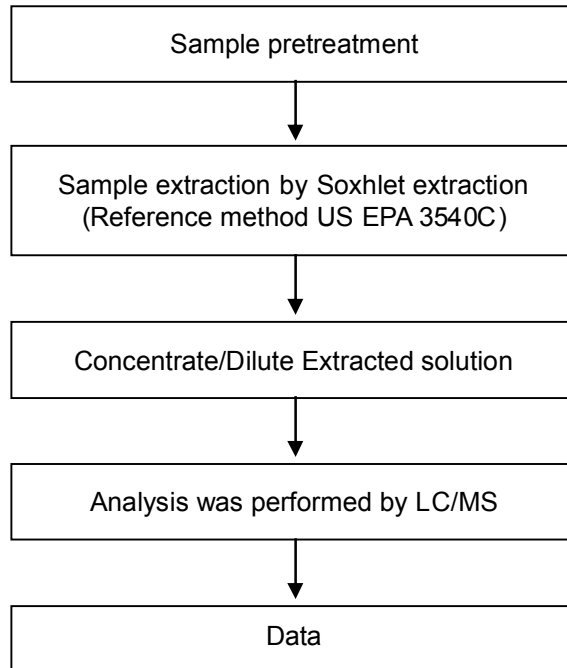 Sample pretreatment
Sample extraction by Soxhlet extraction
(Reference method US EPA 3540C)
Concentrate/Dilute Extracted solution
Analysis was performed by LC/MS
Data